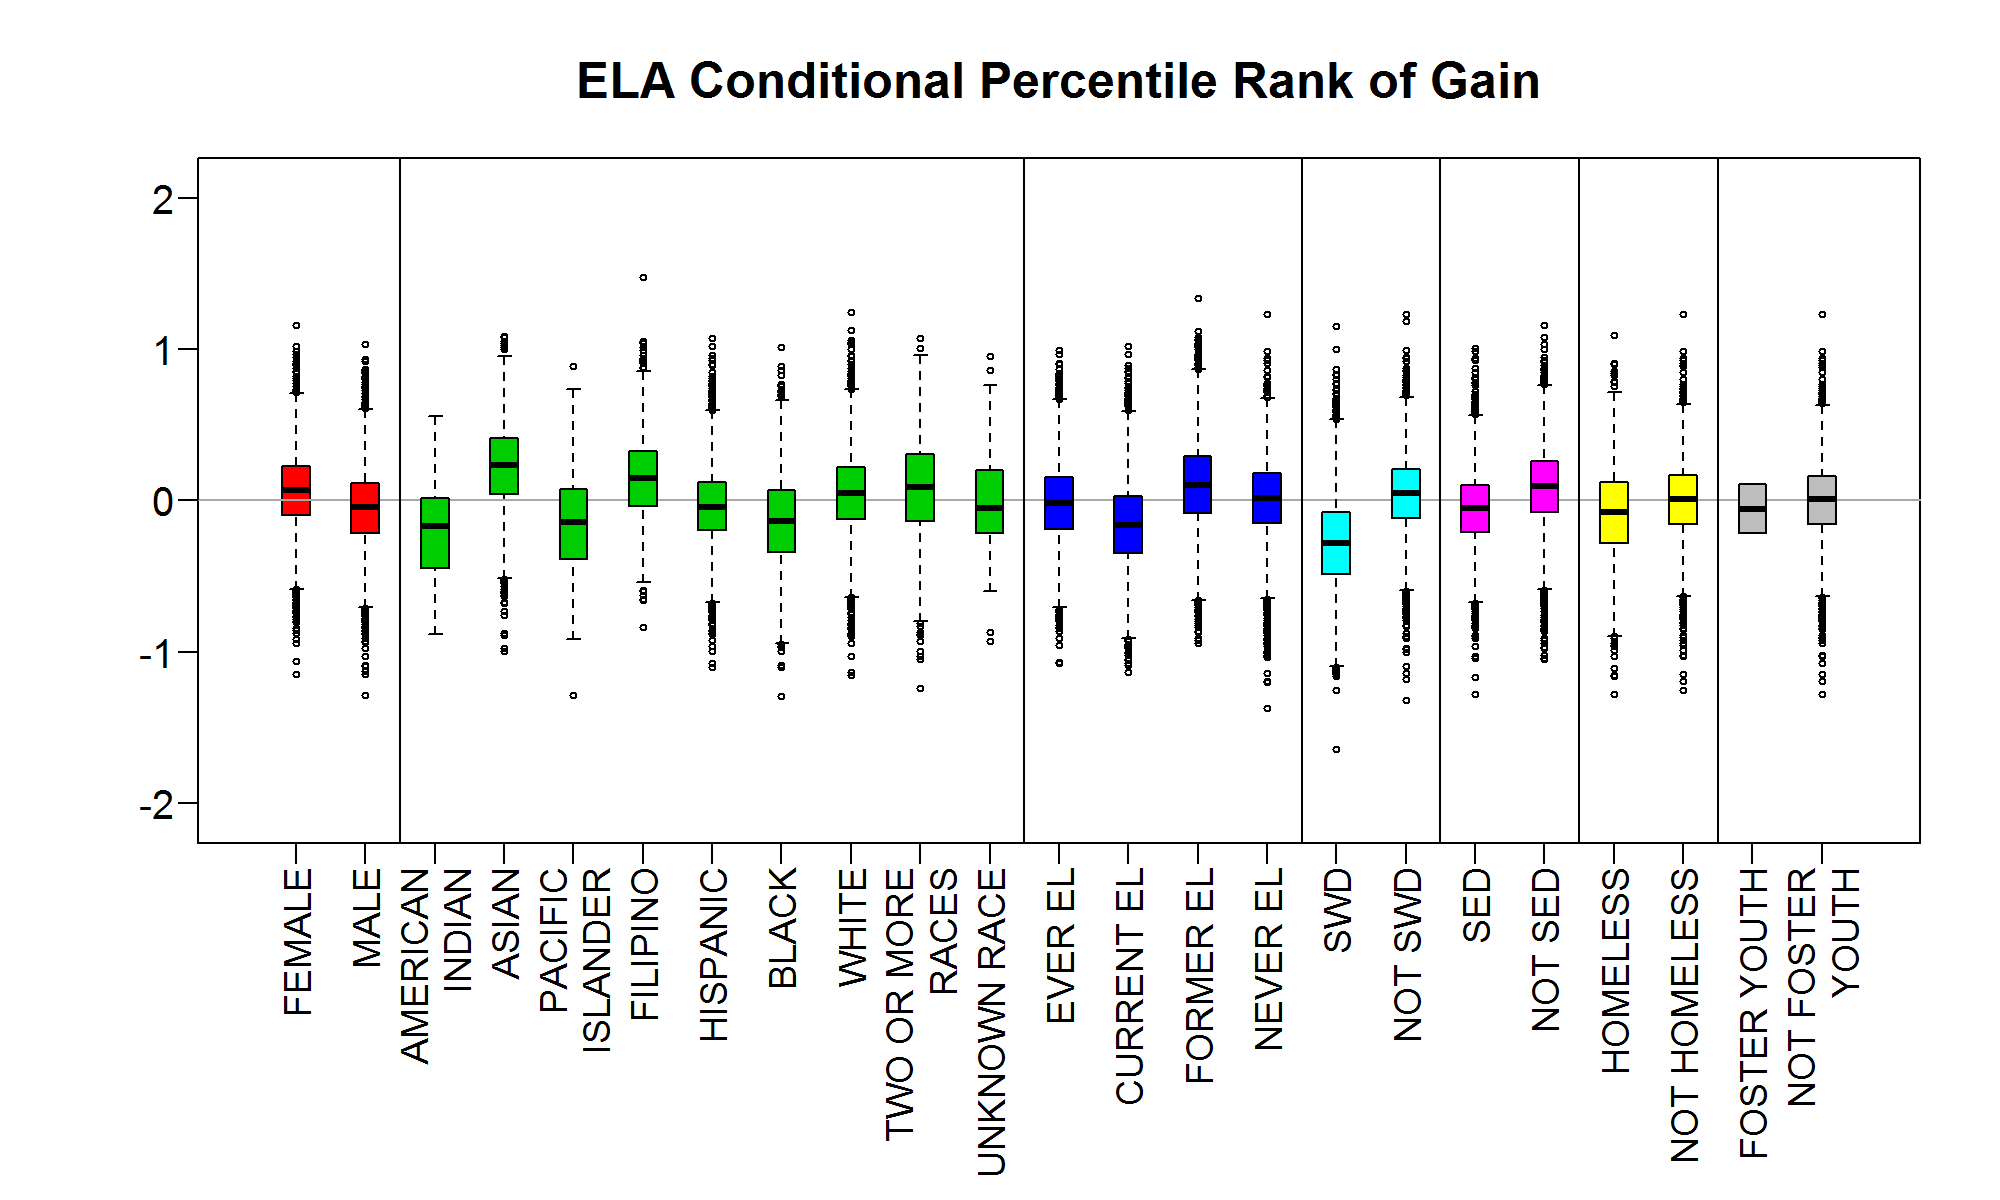 ELA Conditional Percentile Rank of Gain
2
1
0
-1
-2
FEMALE
MALE
AMERICAN
INDIAN
ASIAN
PACIFIC
ISLANDER
FILIPINO
HISPANIC
BLACK
WHITE
TWO OR MORE
RACES
UNKNOWN RACE
EVER EL
CURRENT EL
FORMER EL
NEVER EL
SWD
NOT SWD
SED
NOT SED
HOMELESS
NOT HOMELESS
FOSTER YOUTH
NOT FOSTER
YOUTH